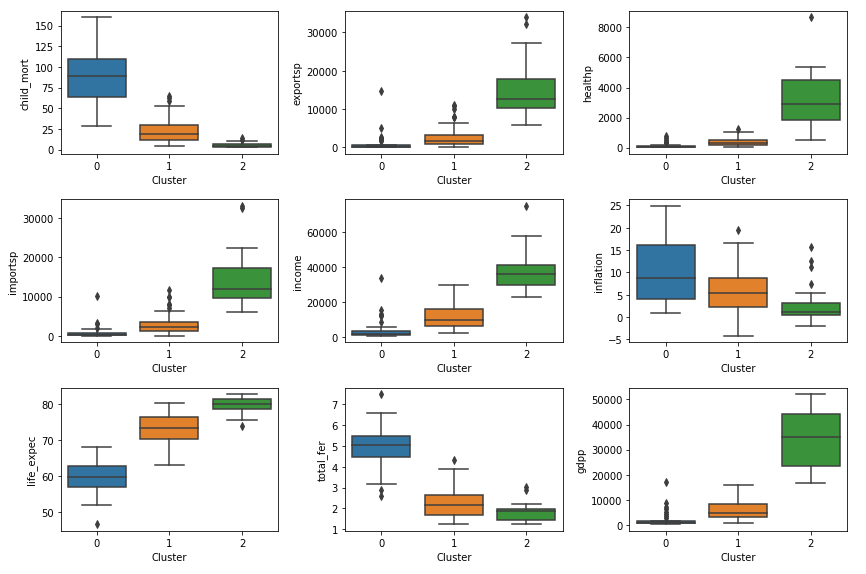 child_mort
150
125
100
75
50
25
0
0 1 2
Cluster
exportsp
30000
20000
10000
0
0 1 2
Cluster
healthp
8000
6000
4000
2000
0
0 1 2
Cluster
importsp
30000
20000
10000
0
0 1 2
Cluster
income
60000
40000
20000
0
0 1 2
Cluster
inflation
25
20
15
10
5
0
−5
0 1 2
Cluster
life_expec
80
70
60
50
0 1 2
Cluster
total_fer
7
6
5
4
3
2
1
0 1 2
Cluster
gdpp
50000
40000
30000
20000
10000
0
0 1 2
Cluster